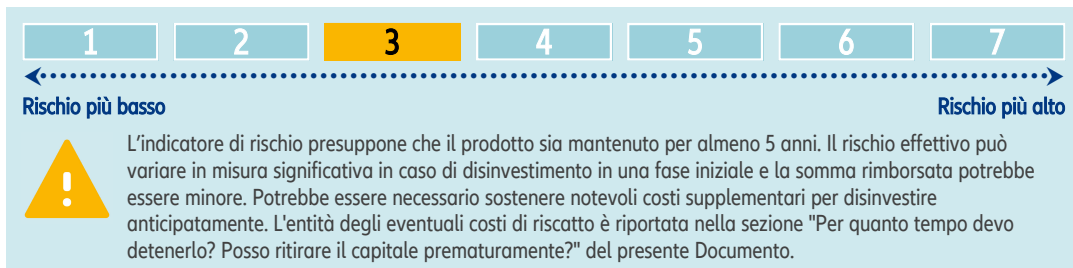 1 2 3 4 5 6 7
Rischio più basso Rischio più alto
L'indicatore di rischio presuppone che il prodotto sia mantenuto per almeno 5 anni. Il rischio effettivo può
variare in misura significativa in caso di disinvestimento in una fase iniziale e la somma rimborsata potrebbe
essere minore. Potrebbe essere necessario sostenere notevoli costi supplementari per disinvestire
anticipatamente. L'entità degli eventuali costi di riscatto è riportata nella sezione "Per quanto tempo devo
detenerlo? Posso ritirare il capitale prematuramente?" del presente Documento.